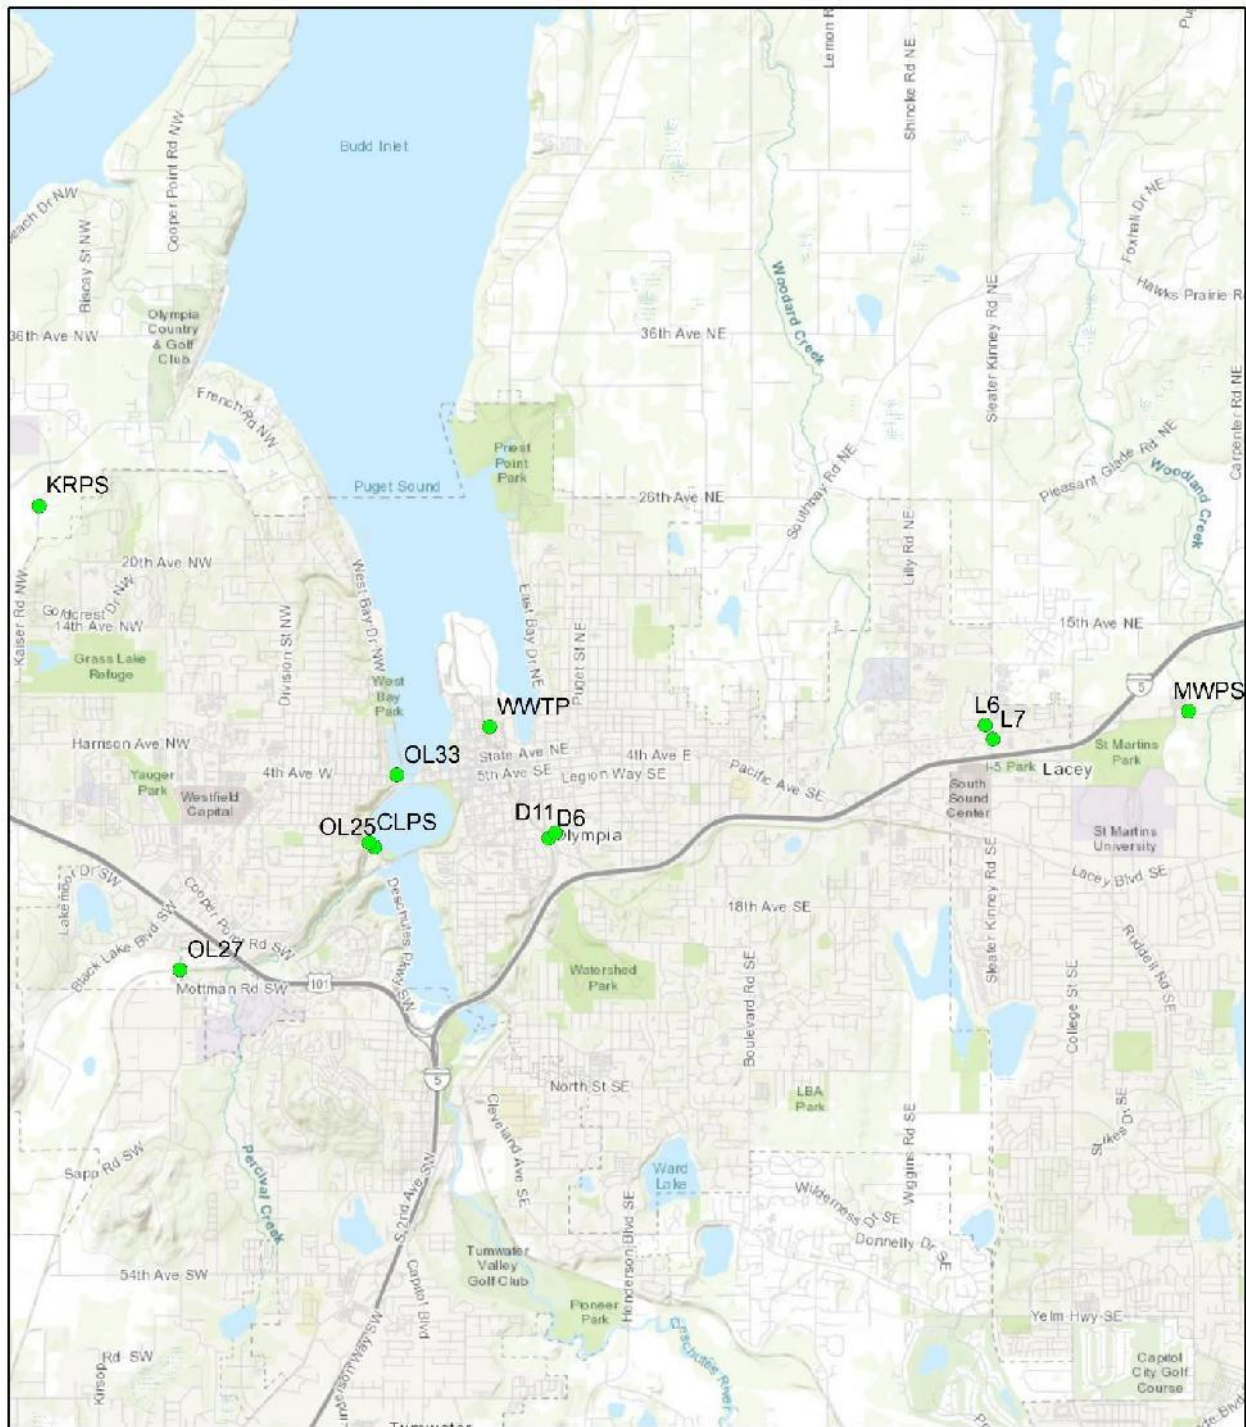 Lemon R
Shincke Rd NE
Cooper Point Rd NW
Budd Inlet
each Dr NW
Biscay St NW
Foxhall Dr NE
Woodard Creek
Hawks Prairie R
Olympia
Country
& Golf
Club
36th Ave NW
36th Ave NE
Sleater Kinney Rd NE
Carpenter Rd NE
French Rd NW
Priest
Point
Park
Puget Sound
26th Ave NE
Southbay Rd NE
Pleasant Glade Rd NE
Woodland Creek
KRPS
20th Ave NW
Lilly Rd NE
West Bay Dr NW
East Bay Dr NE
Goldcrest Dr NW
14th Ave NW
Kaiser Rd NW
Division St NW
Puget St NE
15th Ave NE
Grass Lake
Refuge
West
Bay
Park
5
MWPS
WWTP
L6
L7
Harrison Ave NW
State Ave NE
4th Ave E
St Martins
Park
OL33
4th Ave W
5th Ave SE
Legion Way SE
Pacific Ave SE
I-5 Park
Lacey
Yauger
Park
Westfield
Capital
South
Sound
Center
OL25
CLPS
D11
D6
Olympia
St Martins
University
Lacey Blvd SE
Deschutes Pkwy SW
Cooper Point Rd SW
Black Lake Blvd SW
18th Ave SE
Sleater Kinney Rd SE
Ruddell Rd SE
OL27
Mottman Rd SW
101
Watershed
Park
Boulevard Rd SE
College St SE
5
North St SE
LBA
Park
Cleveland Ave SE
Wiggins Rd SE
Sapp Rd SW
Percival Creek
S 2nd Ave SW
Ward
Lake
Wilderness Dr SE
Donnelly Dr SE
Henderson Blvd SE
54th Ave SW
Capitol Blvd
Tumwater
Valley
Golf Club
Pioneer
Park
Yelm Hwy SE
Rd SW
Kirsop
Deschutes River
Capitol
City Golf
Course
Tumwater